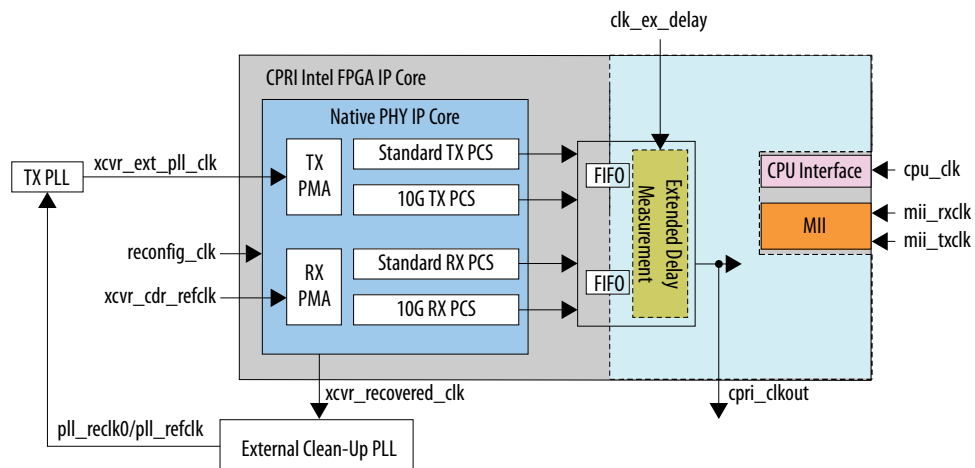 clk_ex_delay
CPRI Intel FPGA IP Core
Native PHY IP Core
xcvr_ext_pll_clk
TX PLL
TX
PMA
Standard TX PCS
10G TX PCS
FIFO
Extended Delay
Measurement
CPU Interface
cpu_clk
MII
mii_rxclk
mii_txclk
reconfig_clk
xcvr_cdr_refclk
RX
PMA
Standard RX PCS
10G RX PCS
FIFO
xcvr_recovered_clk
cpri_clkout
pll_reclk0/pll_refclk
External Clean-Up PLL